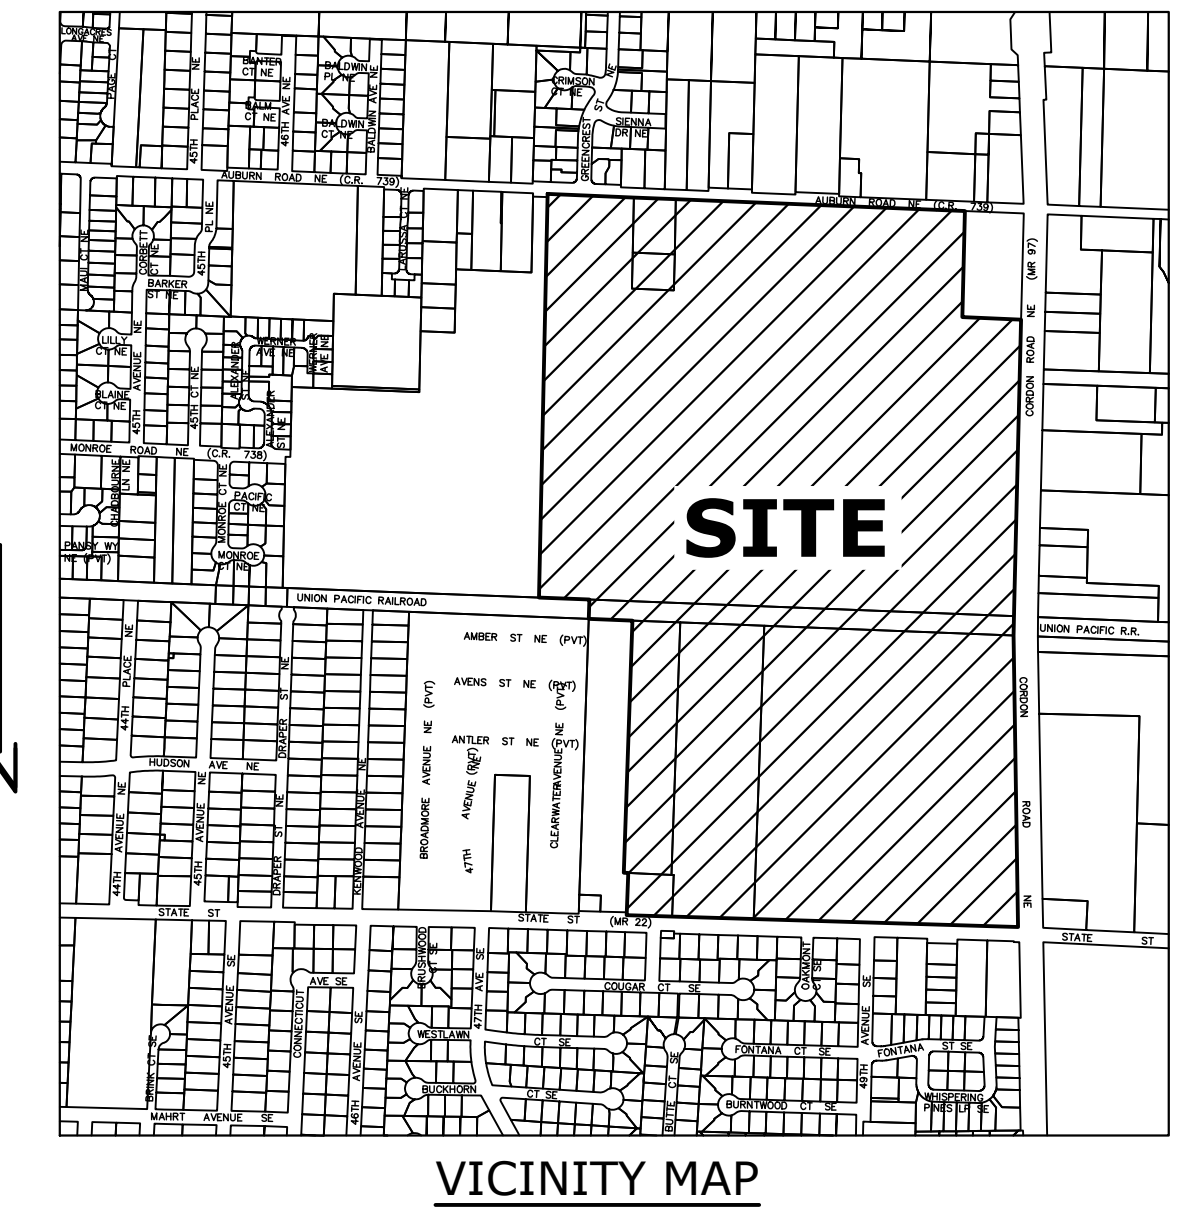 LONGACRES
AVE NE
PAGE CT
45TH PLACE NE
BANTER
CT NE
BALM
CT NE
46TH AVE NE
BALDWIN
PL NE
BALDWIN
CT NE
BALDWIN AVE NE
CRIMSON
CT NE
GREENCREST ST NE
SIENNA
DR NE
AUBURN ROAD NE (C.R. 739)
AUBURN ROAD NE (C.R. 739)
MAUI CT NE
CORBETT
CT NE
45TH PL NE
BARKER
ST NE
LAROSSA CT NE
CORDON ROAD NE (MR 97)
LILLY
CT NE
BLAINE
CT NE
45TH AVENUE NE
45TH CT NE
ALEXANDER
ST NE
WERNER
AVE NE
WERNER
AVE NE
ALEXANDER
ST NE
MONROE ROAD NE (C.R. 738)
CHADBOURNE
LN NE
MONROE CT NE
PACIFIC
CT NE
PANSY WY
NE (PVT)
MONROE
CT NE
SITE
UNION PACIFIC RAILROAD
UNION PACIFIC R.R.
44TH PLACE NE
DRAPER ST NE
AMBER ST NE (PVT)
AVENS ST NE (PVT)
ANTLER ST NE (PVT)
BROADMORE AVENUE NE (PVT)
47TH AVENUE NE (PVT)
CLEARWATER AVENUE NE (PVT)
CORDON ROAD NE
HUDSON AVE NE
44TH AVENUE NE
45TH AVENUE NE
DRAPER ST NE
KENWOOD AVENUE NE
STATE ST
STATE ST (MR 22)
STATE ST
45TH AVENUE SE
CONNECTICUT
AVE SE
46TH AVENUE SE
BRUSHWOOD
CT SE
47TH AVE SE
COUGAR CT SE
OAKMONT
CT SE
49TH AVENUE SE
BRINK CT SE
WESTLAWN CT SE
BUTTE CT SE
FONTANA CT SE
FONTANA ST SE
BUCKHORN CT SE
BURNTWOOD CT SE
WHISPERING
PINES LP SE
MAHRT AVENUE SE
VICINITY MAP
N